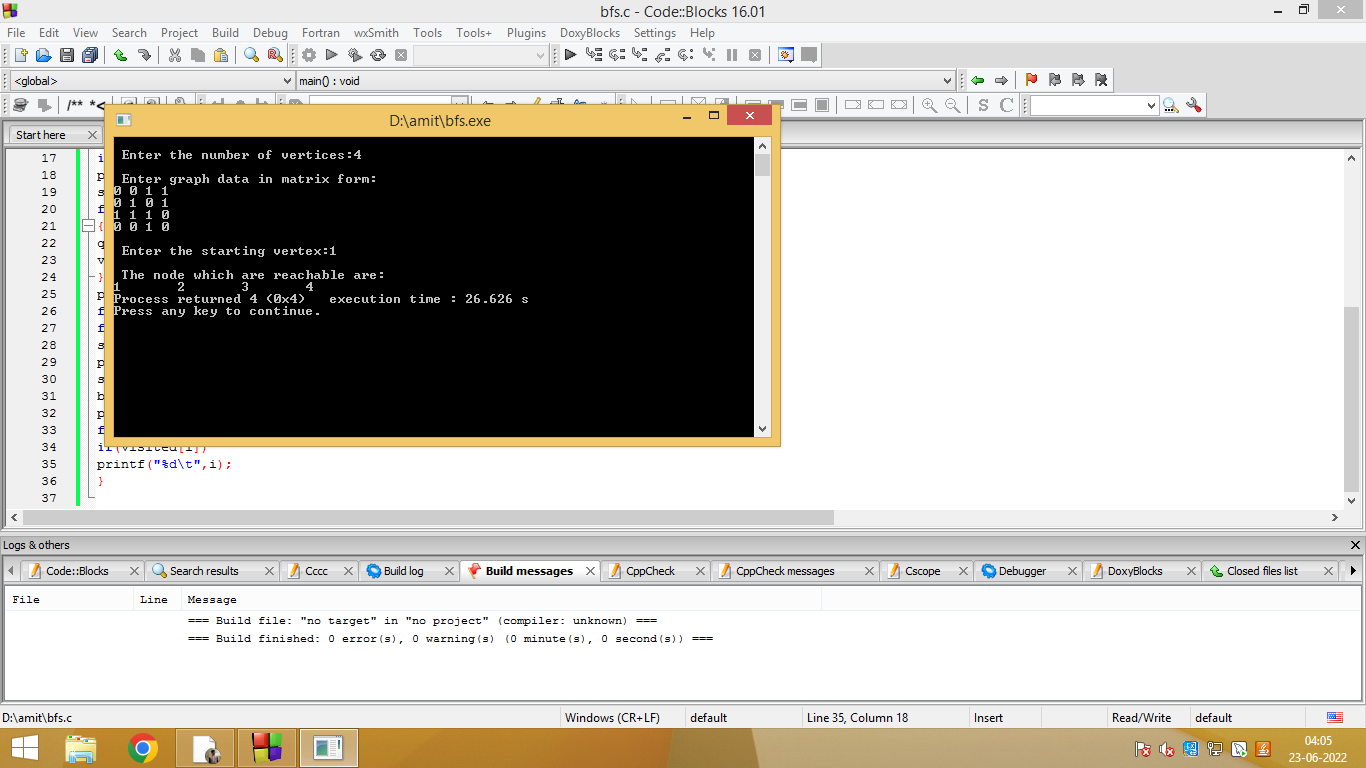 bfs.c - Code::Blocks 16.01
File Edit View Search Project Build Debug Fortran wxSmith Tools Tools+ Plugins DoxyBlocks Settings Help
<global> main() : void
/** *<
S C
Start here
D:\amit\bfs.exe
Enter the number of vertices:4
Enter graph data in matrix form:
0 0 1 1
0 1 0 1
1 1 1 0
0 0 1 0
Enter the starting vertex:1
The node which are reachable are:
1 2 3 4
Process returned 4 (0x4) execution time : 26.626 s
Press any key to continue.
17 i
18 p
19 s
20 f
21 {
22 q
23 v
24 }
25 p
26 f
27 f
28 s
29 p
30 s
31 b
32 p
33 f
34 if(visited[i])
35 printf("%d\t",i);
36 }
37
Logs & others
Code::Blocks Search results Cccc Build log Build messages CppCheck CppCheck messages Cscope Debugger DoxyBlocks Closed files list
File Line Message
=== Build file: "no target" in "no project" (compiler: unknown) ===
=== Build finished: 0 error(s), 0 warning(s) (0 minute(s), 0 second(s)) ===
D:\amit\bfs.c Windows (CR+LF) default Line 35, Column 18 Insert Read/Write default
04:05
23-06-2022